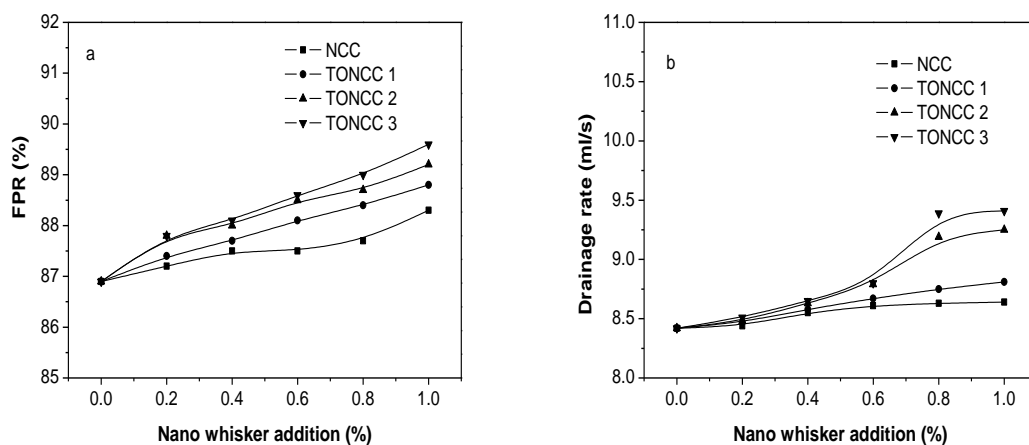 a
NCC
TONCC 1
TONCC 2
TONCC 3
FPR (%)
92
91
90
89
88
87
86
85
0.0 0.2 0.4 0.6 0.8 1.0
Nano whisker addition (%)
b
NCC
TONCC 1
TONCC 2
TONCC 3
Drainage rate (ml/s)
11.0
10.5
10.0
9.5
9.0
8.5
8.0
0.0 0.2 0.4 0.6 0.8 1.0
Nano whisker addition (%)